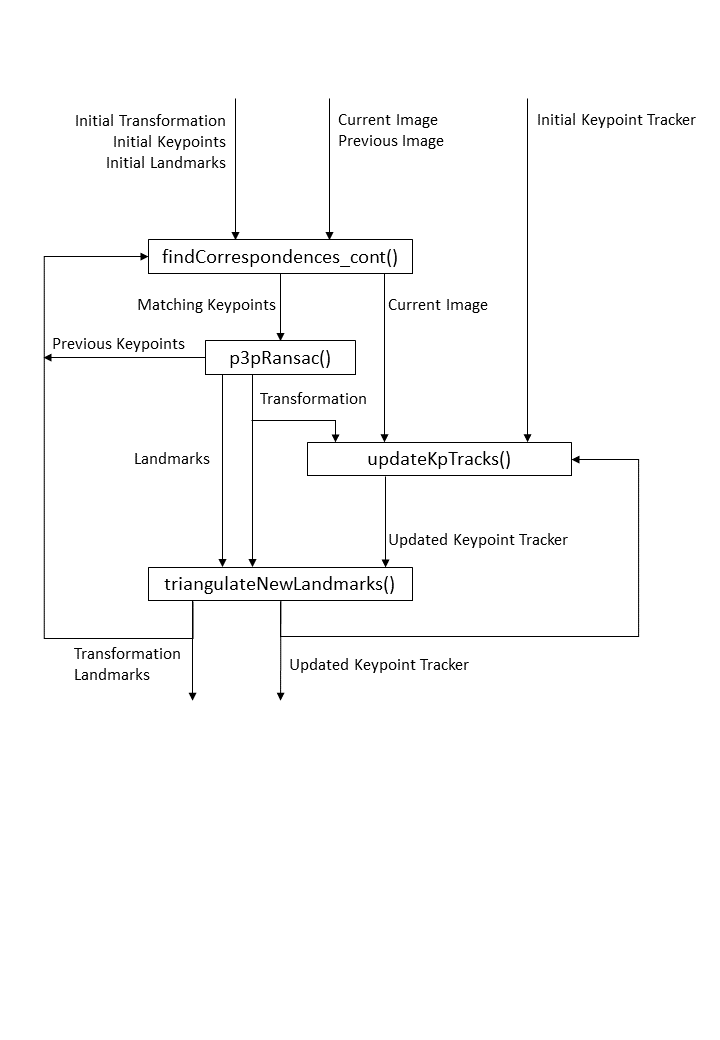 Initial Transformation
Initial Keypoints
Initial Landmarks
Current Image
Previous Image
Initial Keypoint Tracker
findCorrespondences_cont()
Matching Keypoints
Current Image
Previous Keypoints
p3pRansac()
Transformation
Landmarks
updateKpTracks()
Updated Keypoint Tracker
triangulateNewLandmarks()
Transformation
Landmarks
Updated Keypoint Tracker